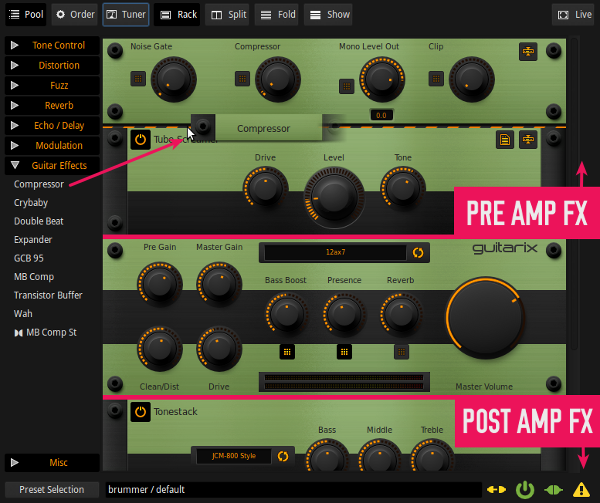 Pool Order Tuner Rack Split Fold Show Live
Tone Control
Distortion
Fuzz
Reverb
Echo / Delay
Modulation
Guitar Effects
Compressor
Crybaby
Double Beat
Expander
GCB 95
MB Comp
Transistor Buffer
Wah
MB Comp St
Misc
Noise Gate Compressor Mono Level Out Clip
0.0
Compressor
Drive Level Tone
PRE AMP FX
Pre Gain Master Gain
12ax7
guitarix
Bass Boost Presence Reverb
Clean/Dist Drive
Master Volume
POST AMP FX
Tonestack
Bass Middle Treble
JCM-800 Style
Preset Selection brummer / default